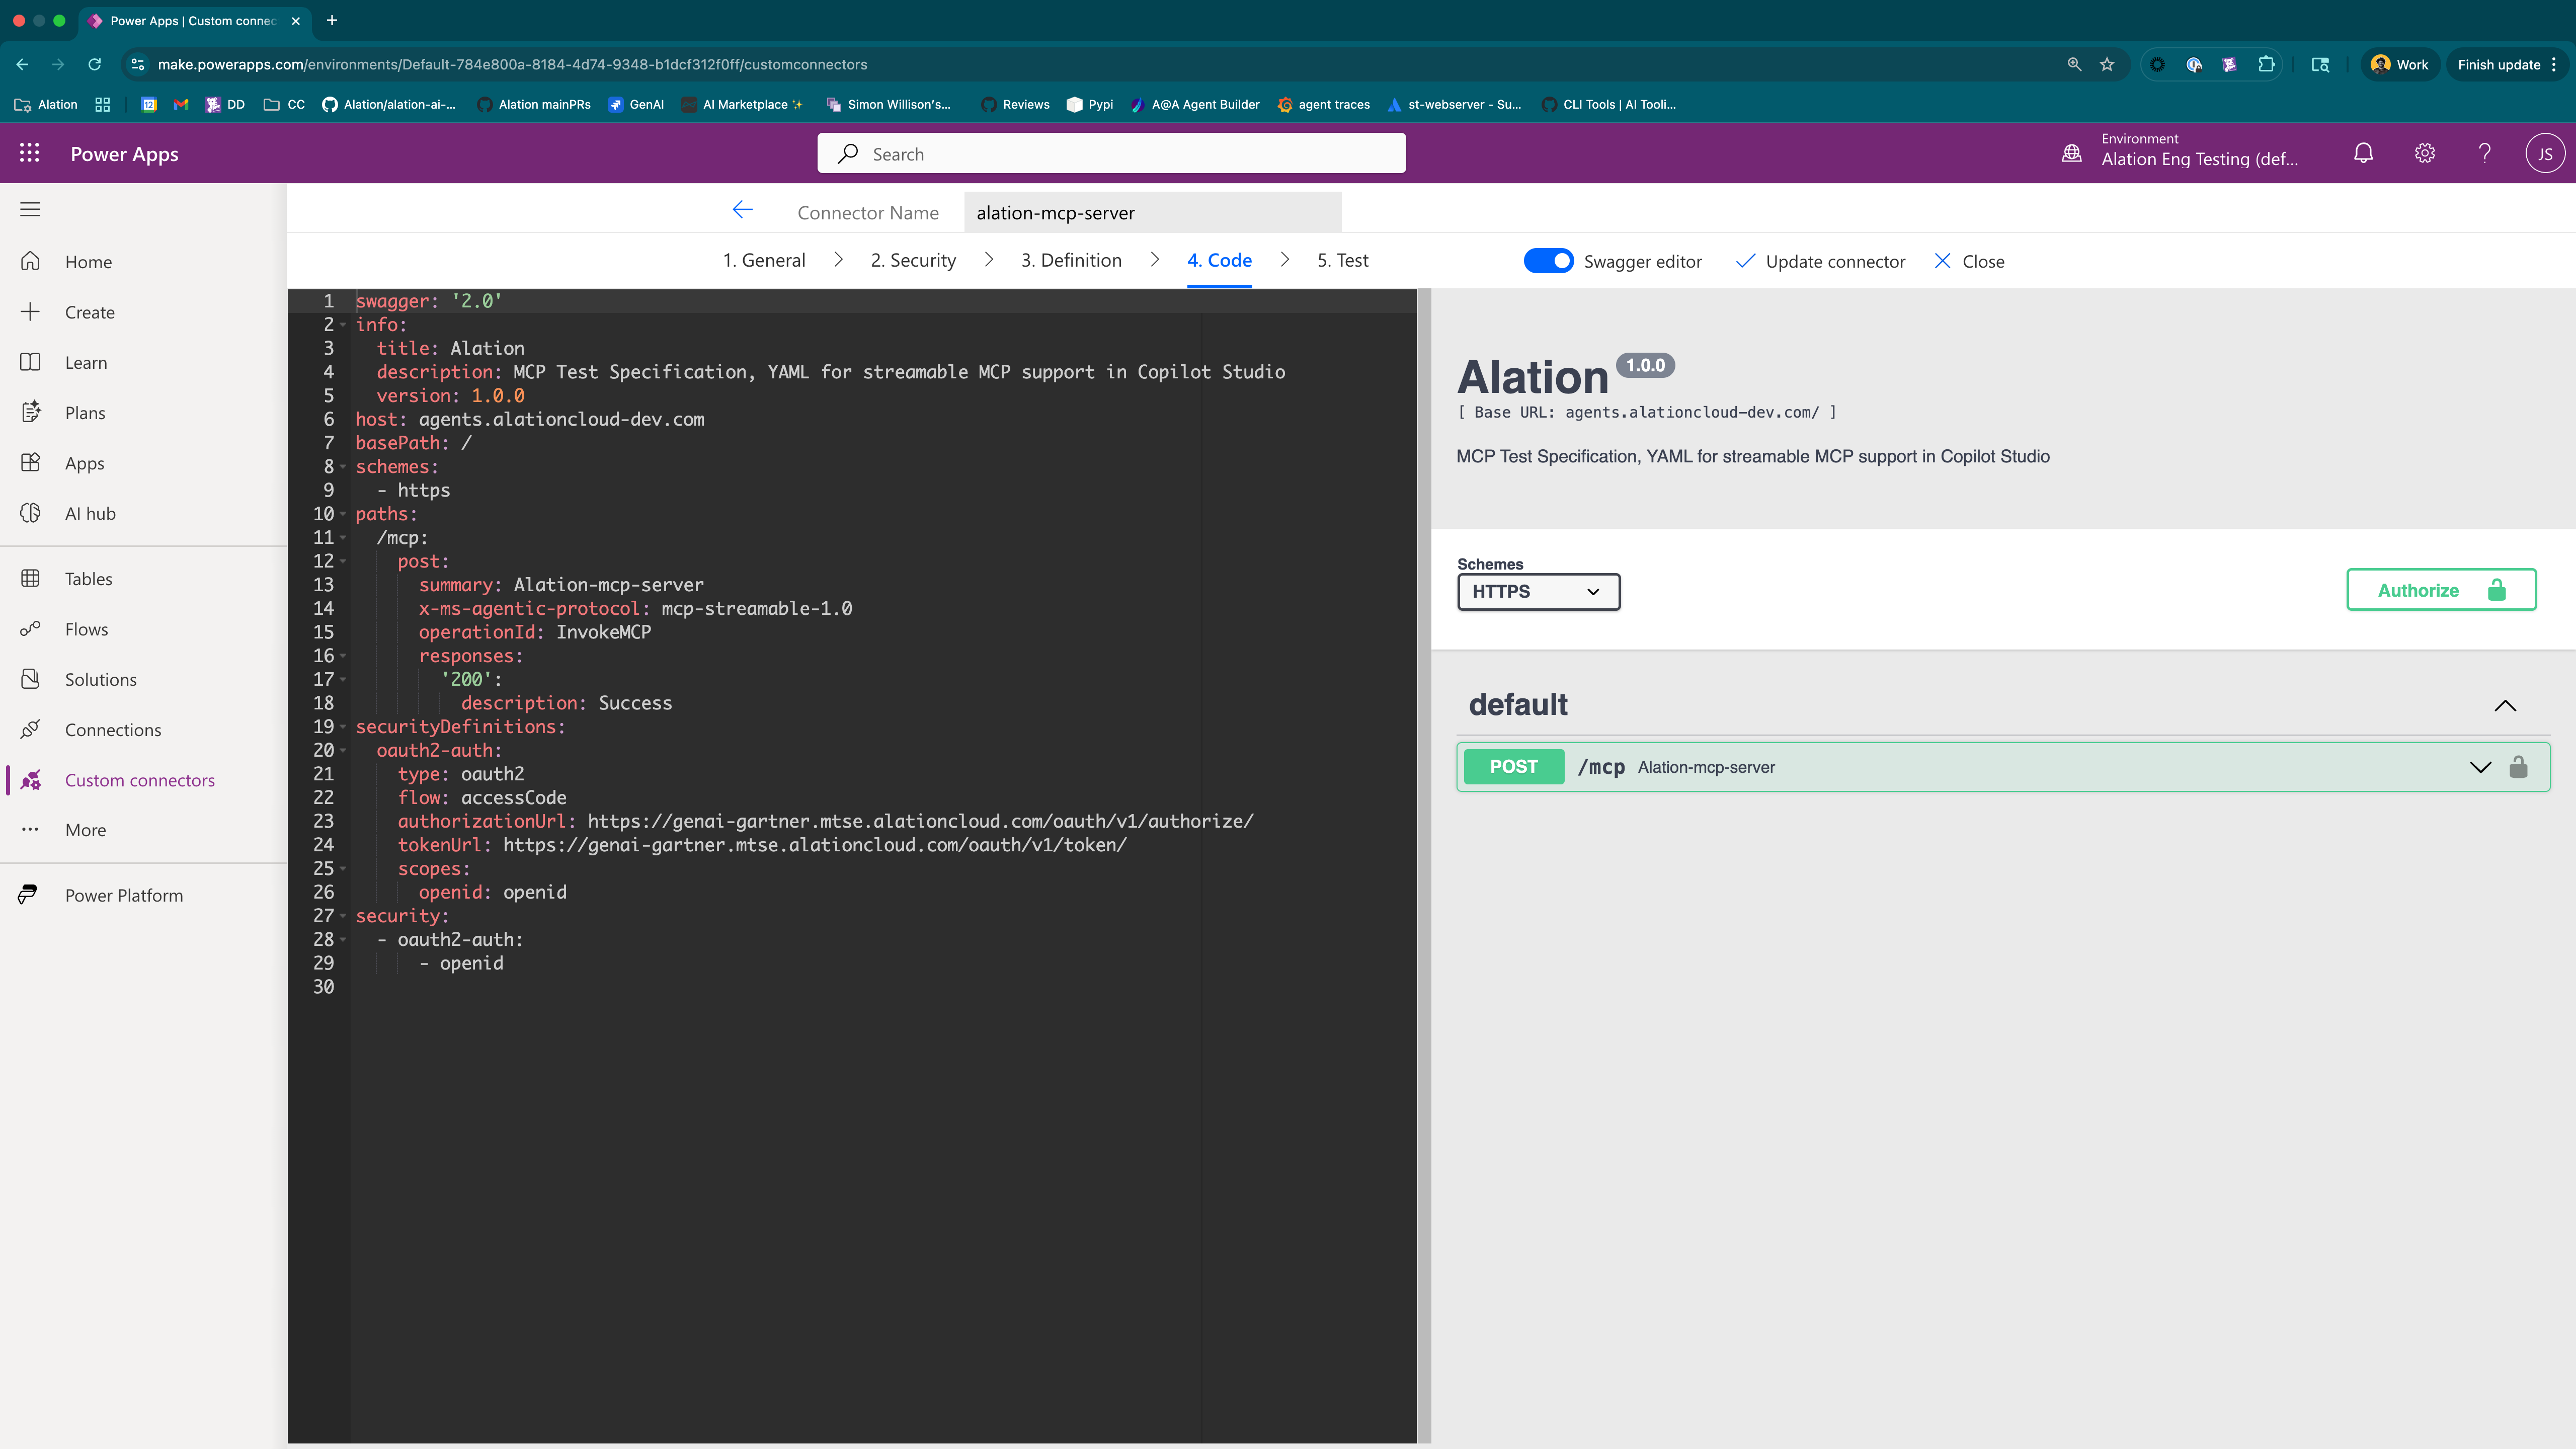 Power Apps | Custom connec
make.powerapps.com/environments/Default-784e800a-8184-4d74-9348-b1dcf312f0ff/customconnectors
Work
Finish update
Alation
12
DD
CC
Alation/alation-ai-...
Alation mainPRs
GenAI
AI Marketplace
Simon Willison's...
Reviews
Pypi
A@A Agent Builder
agent traces
st-webserver - Su...
CLI Tools | AI Tooli...
Power Apps
Search
Environment
Alation Eng Testing (def...
JS
Connector Name
alation-mcp-server
1. General
2. Security
3. Definition
4. Code
5. Test
Swagger editor
Update connector
Close
Home
Create
Learn
Plans
Apps
AI hub
Tables
Flows
Solutions
Connections
Custom connectors
More
Power Platform
1 swagger: '2.0'
2 info:
3 title: Alation
4 description: MCP Test Specification, YAML for streamable MCP support in Copilot Studio
5 version: 1.0.0
6 host: agents.alationcloud-dev.com
7 basePath: /
8 schemes:
9 - https
10 paths:
11 /mcp:
12 post:
13 summary: Alation-mcp-server
14 x-ms-agentic-protocol: mcp-streamable-1.0
15 operationId: InvokeMCP
16 responses:
17 '200':
18 description: Success
19 securityDefinitions:
20 oauth2-auth:
21 type: oauth2
22 flow: accessCode
23 authorizationUrl: https://genai-gartner.mtse.alationcloud.com/oauth/v1/authorize/
24 tokenUrl: https://genai-gartner.mtse.alationcloud.com/oauth/v1/token/
25 scopes:
26 openid: openid
27 security:
28 - oauth2-auth:
29 - openid
30
Alation 1.0.0
[ Base URL: agents.alationcloud-dev.com/ ]
MCP Test Specification, YAML for streamable MCP support in Copilot Studio
Schemes
HTTPS
Authorize
default
POST /mcp Alation-mcp-server